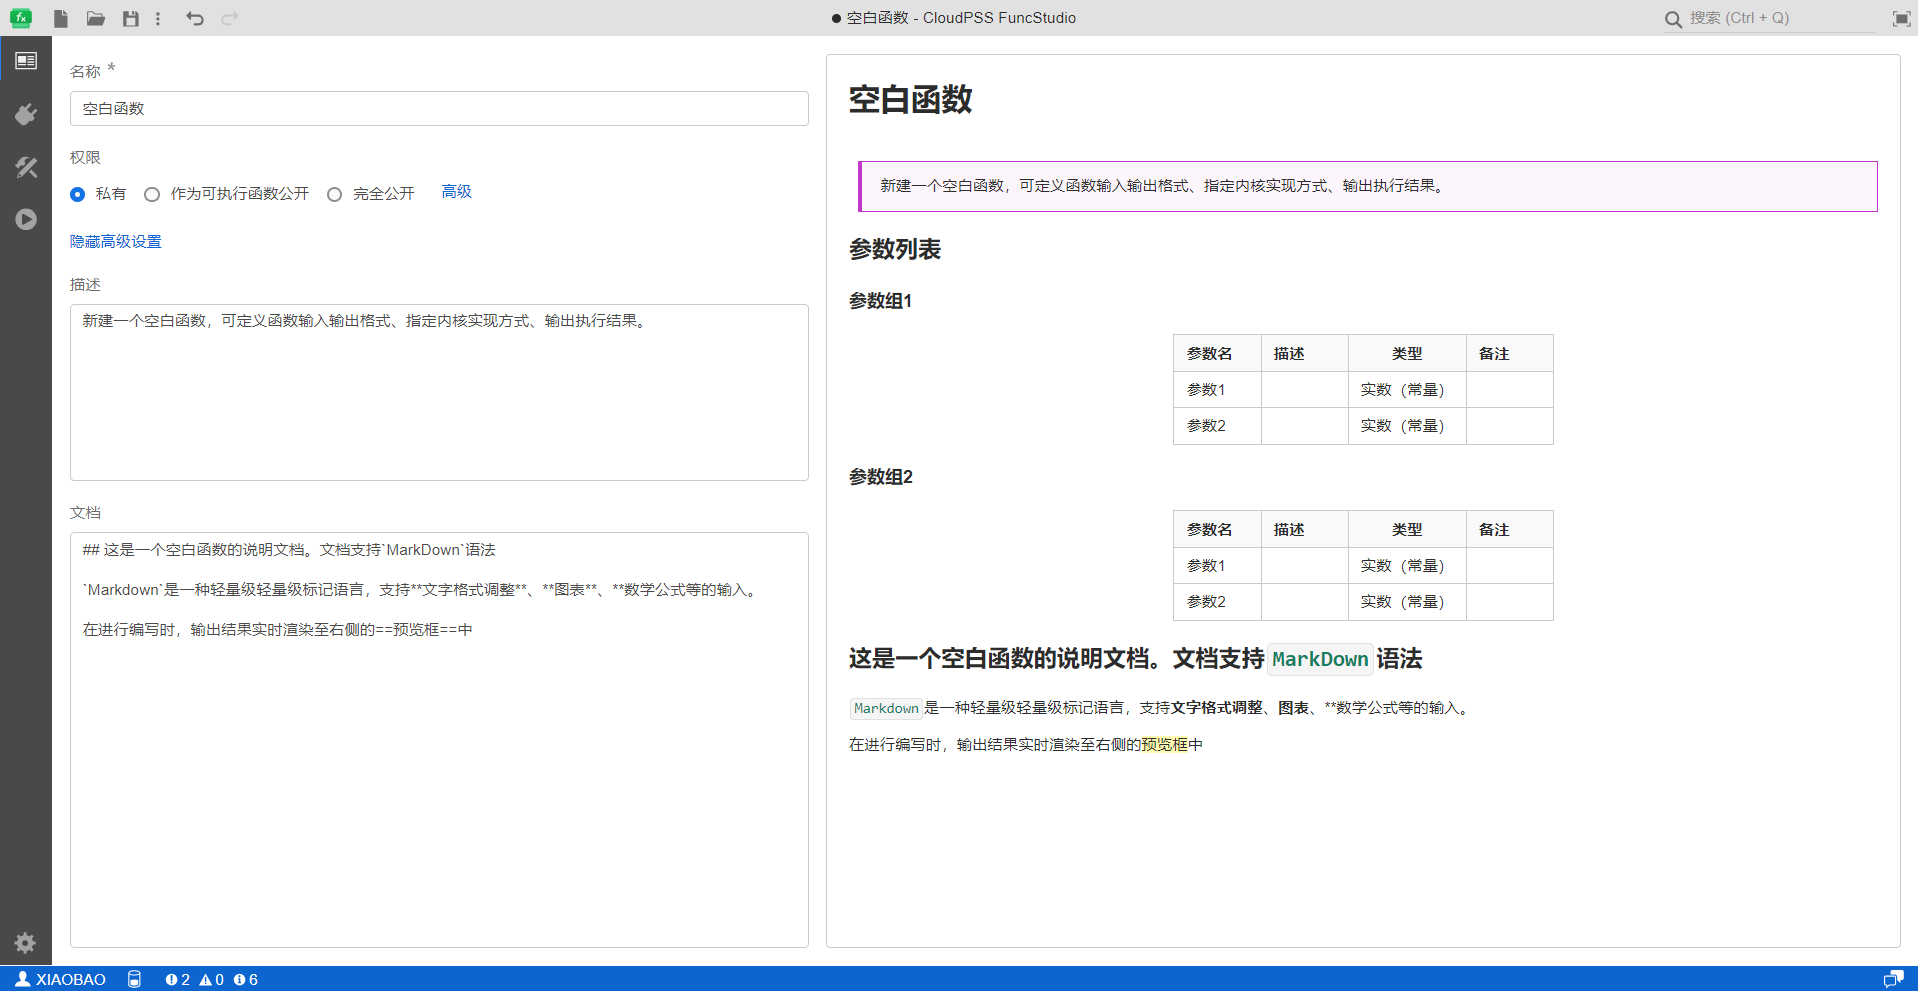 ● 空白函数 - CloudPSS FuncStudio
搜索 (Ctrl + Q)
名称 *
空白函数
权限
私有 作为可执行函数公开 完全公开 高级
隐藏高级设置
描述
新建一个空白函数，可定义函数输入输出格式、指定内核实现方式、输出执行结果。
文档
## 这是一个空白函数的说明文档。文档支持`MarkDown`语法
`Markdown`是一种轻量级轻量级标记语言，支持**文字格式调整**、**图表**、**数学公式等的输入。
在进行编写时，输出结果实时渲染至右侧的==预览框==中
空白函数
新建一个空白函数，可定义函数输入输出格式、指定内核实现方式、输出执行结果。
参数列表
参数组1
参数名 描述 类型 备注
参数1 实数（常量）
参数2 实数（常量）
参数组2
参数名 描述 类型 备注
参数1 实数（常量）
参数2 实数（常量）
这是一个空白函数的说明文档。文档支持 MarkDown 语法
Markdown 是一种轻量级轻量级标记语言，支持文字格式调整、图表、**数学公式等的输入。
在进行编写时，输出结果实时渲染至右侧的预览框中
XIAOBAO 2 0 6